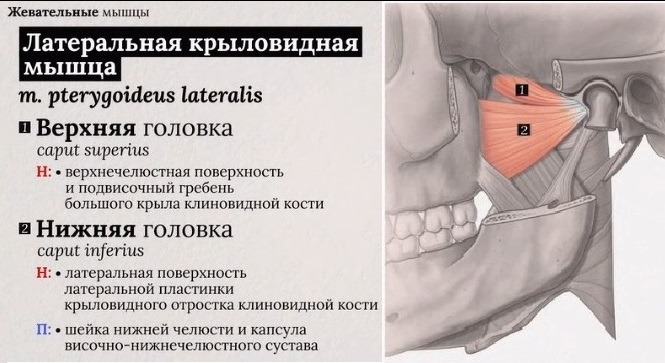 Жевательные мышцы
Латеральная крыловидная
мышца
m. pterygoideus lateralis
1 Верхняя головка
caput superius
Н: • верхнечелюстная поверхность
и подвисочный гребень
большого крыла клиновидной кости
2 Нижняя головка
caput inferius
Н: • латеральная поверхность
латеральной пластинки
крыловидного отростка клиновидной кости
П: • шейка нижней челюсти и капсула
височно-нижнечелюстного сустава
1
2